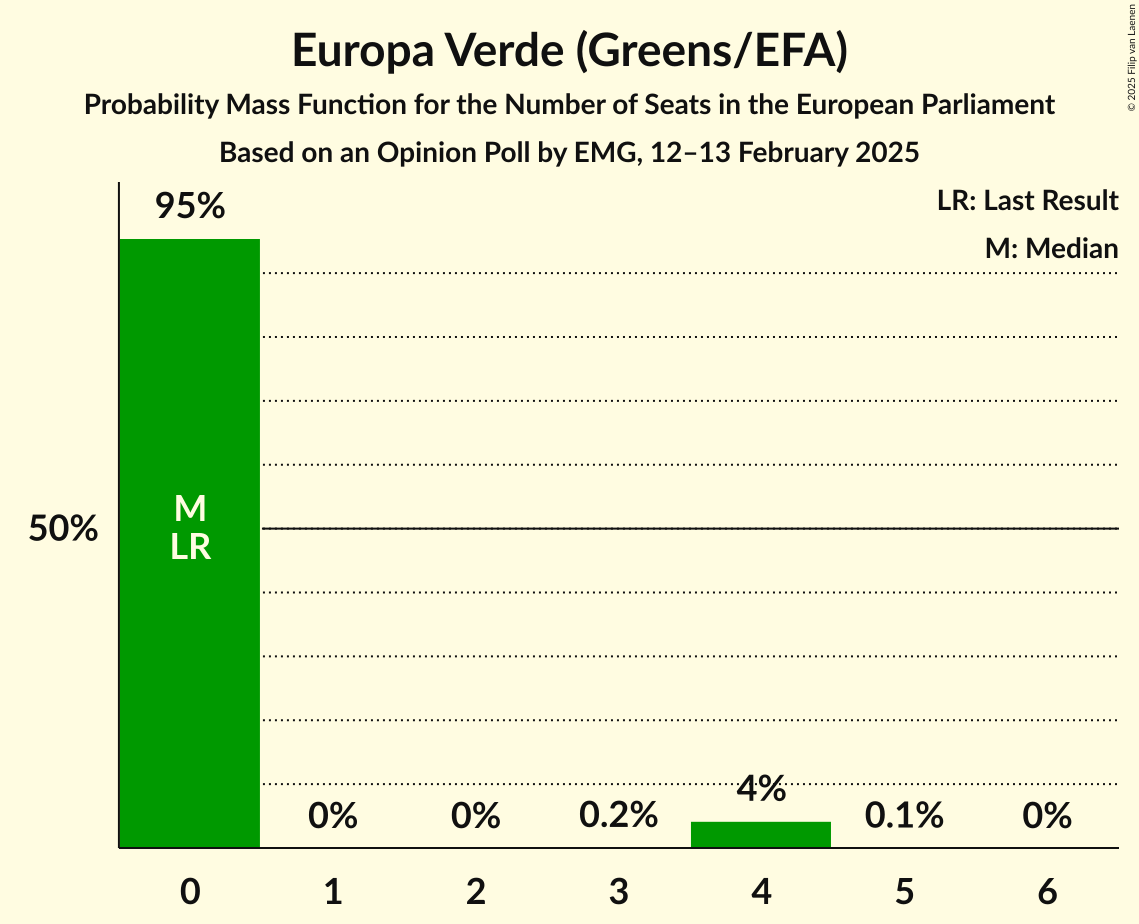 Europa Verde (Greens/EFA)
Probability Mass Function for the Number of Seats in the European Parliament
Based on an Opinion Poll by EMG, 12–13 February 2025
© 2025 Filip van Laenen
LR: Last Result
M: Median
95%
50%
M
LR
0%
0%
0.2%
4%
0.1%
0%
0
1
2
3
4
5
6